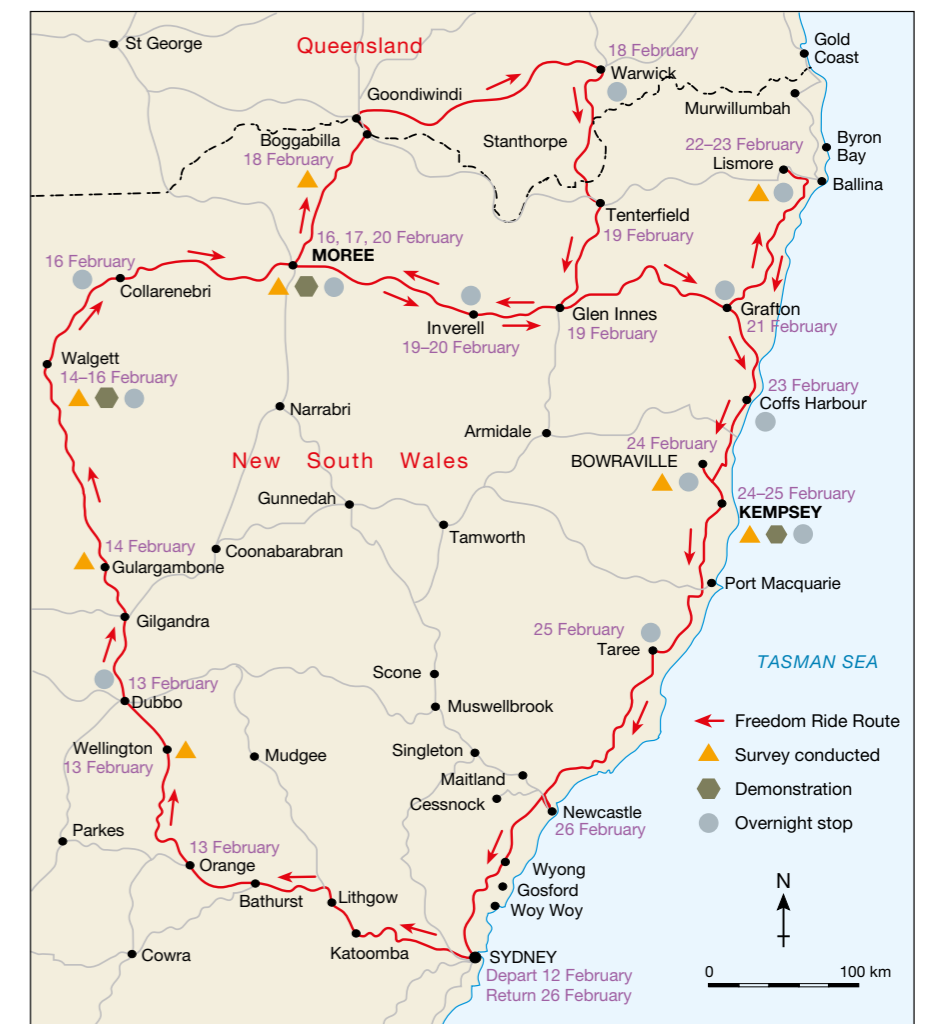 St George
Queensland
18 February
Warwick
Gold
Coast
Goondiwindi
Murwillumbah
Boggabilla
18 February
Stanthorpe
22–23 February
Lismore
Byron
Bay
Ballina
Tenterfield
19 February
16, 17, 20 February
MOREE
16 February
Collarenebri
Inverell
19–20 February
Glen Innes
19 February
Grafton
21 February
Walgett
14–16 February
23 February
Coffs Harbour
Narrabri
Armidale
24 February
BOWRAVILLE
New South Wales
24–25 February
KEMPSEY
Gunnedah
Tamworth
14 February
Gulargambone
Coonabarabran
Port Macquarie
Gilgandra
25 February
Taree
TASMAN SEA
13 February
Dubbo
Scone
Muswellbrook
Wellington
13 February
Mudgee
Singleton
Maitland
Cessnock
Newcastle
26 February
Freedom Ride Route
Survey conducted
Demonstration
Overnight stop
Parkes
13 February
Orange
Bathurst
Lithgow
Wyong
Gosford
Woy Woy
Katoomba
Cowra
SYDNEY
Depart 12 February
Return 26 February
N
0 100 km